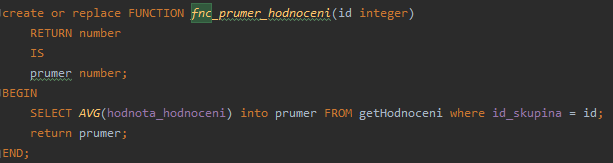 create or replace FUNCTION fnc_prumer_hodnoceni(id integer)
RETURN number
IS
prumer number;
BEGIN
SELECT AVG(hodnota_hodnoceni) into prumer FROM getHodnoceni where id_skupina = id;
return prumer;
END;